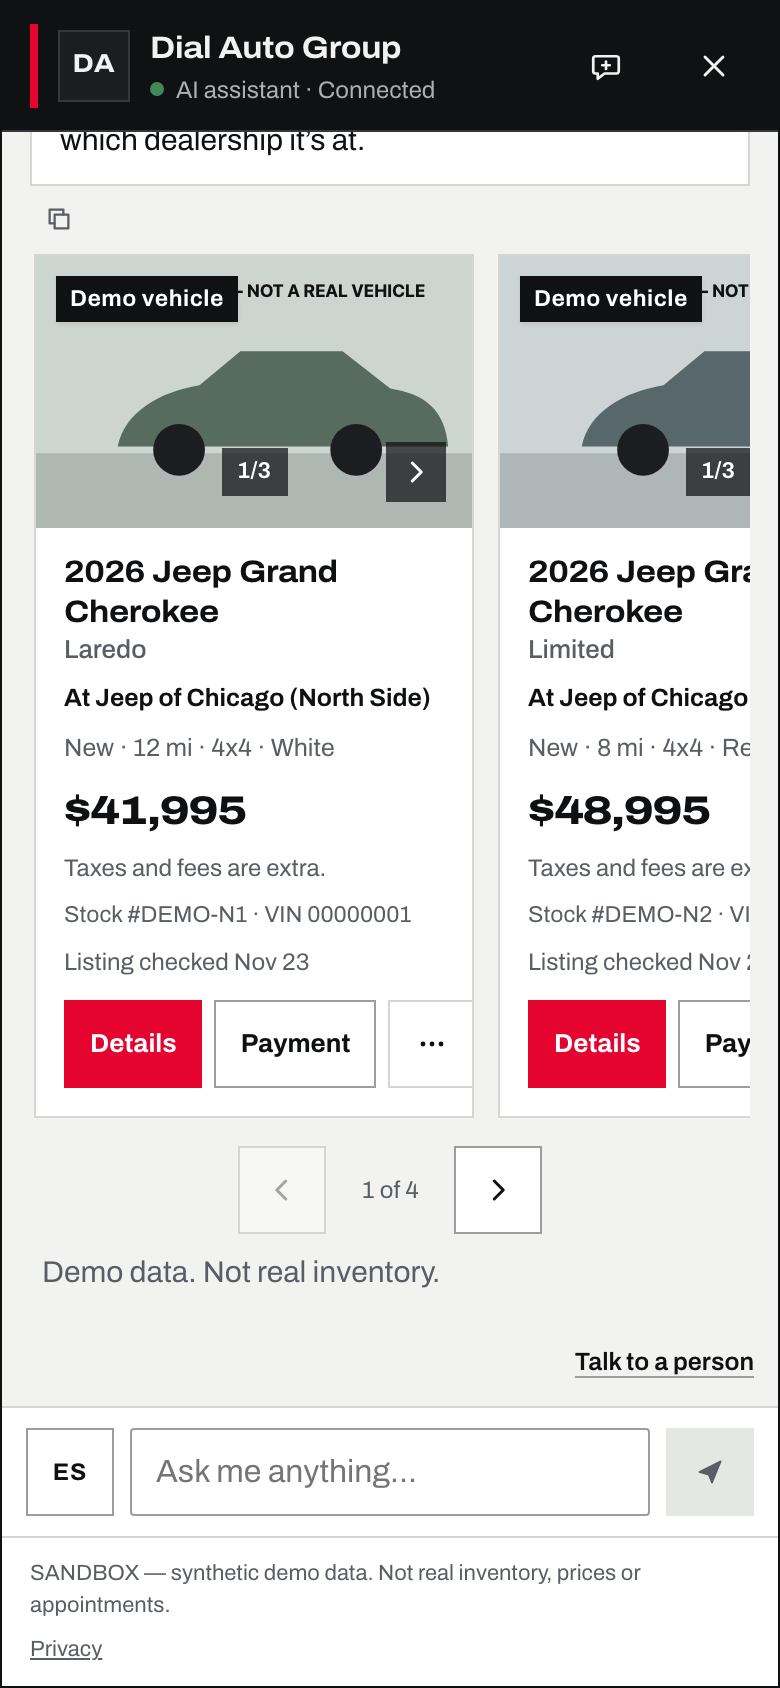 DA
Dial Auto Group
AI assistant · Connected
which dealership it's at.
Demo vehicle
- NOT A REAL VEHICLE
1/3
2026 Jeep Grand
Cherokee
Laredo
At Jeep of Chicago (North Side)
New · 12 mi · 4x4 · White
$41,995
Taxes and fees are extra.
Stock #DEMO-N1 · VIN 00000001
Listing checked Nov 23
Details
Payment
...
Demo vehicle
- NOT
1/3
2026 Jeep Gra
Cherokee
Limited
At Jeep of Chicago
New · 8 mi · 4x4 · Re
$48,995
Taxes and fees are ex
Stock #DEMO-N2 · VI
Listing checked Nov 2
Details
Pay
1 of 4
Demo data. Not real inventory.
Talk to a person
ES
Ask me anything...
SANDBOX — synthetic demo data. Not real inventory, prices or
appointments.
Privacy